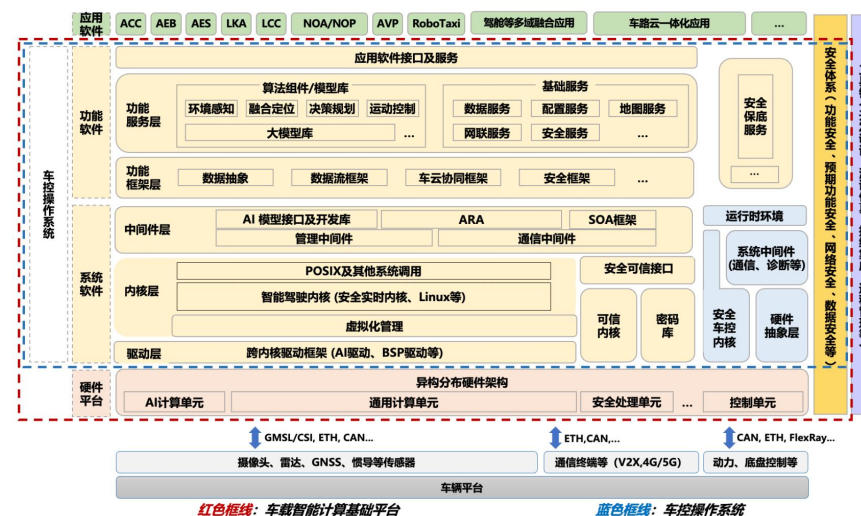 应用软件
ACC
AEB
AES
LKA
LCC
NOA/NOP
AVP
RoboTaxi
驾舱等多域融合应用
车路云一体化应用
...
车控操作系统
功能软件
应用软件接口及服务
功能服务层
算法组件/模型库
环境感知
融合定位
决策规划
运动控制
大模型库
...
基础服务
数据服务
配置服务
地图服务
网联服务
安全服务
...
安全保底服务
...
功能框架层
数据抽象
数据流框架
车云协同框架
安全框架
...
系统软件
中间件层
AI 模型接口及开发库
ARA
SOA框架
管理中间件
通信中间件
运行时环境
系统中间件
(通信、诊断等)
内核层
POSIX及其他系统调用
智能驾驶内核 (安全实时内核、Linux等)
虚拟化管理
安全可信接口
可信内核
密码库
安全车控内核
硬件抽象层
驱动层
跨内核驱动框架 (AI驱动、BSP驱动等)
安全体系(功能安全、预期功能安全、网络安全、数据安全等)
硬件平台
异构分布硬件架构
AI计算单元
通用计算单元
安全处理单元
...
控制单元
GMSL/CSI, ETH, CAN...
ETH,CAN,...
CAN, ETH, FlexRay...
摄像头、雷达、GNSS、惯导等传感器
通信终端等（V2X,4G/5G）
动力、底盘控制等
车辆平台
红色框线：车载智能计算基础平台
蓝色框线：车控操作系统